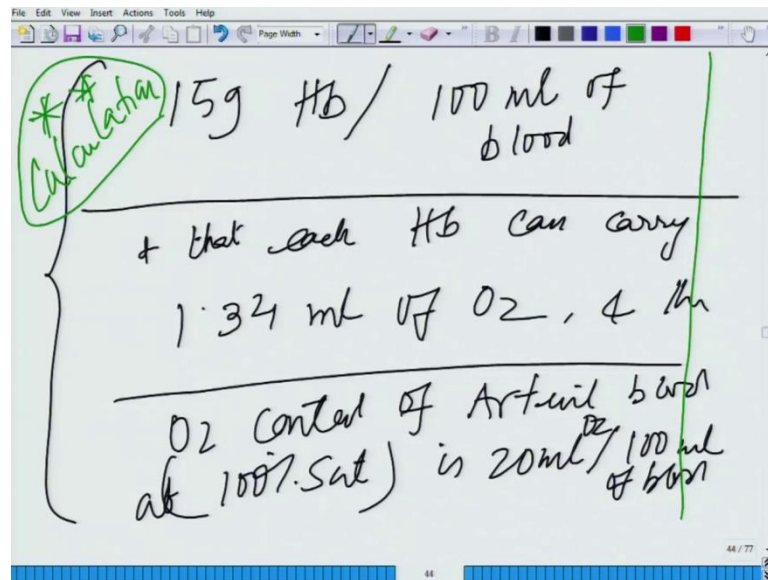 File Edit View Insert Actions Tools Help
Page Width
B I
* *
Calculation
15g Hb / 100 ml of
blood
+ that each Hb can carry
1.34 ml of O2, &
O2 content of Arterial blood
at 100% Sat) is 20ml O2/100 ml
of blood
44 / 77
44